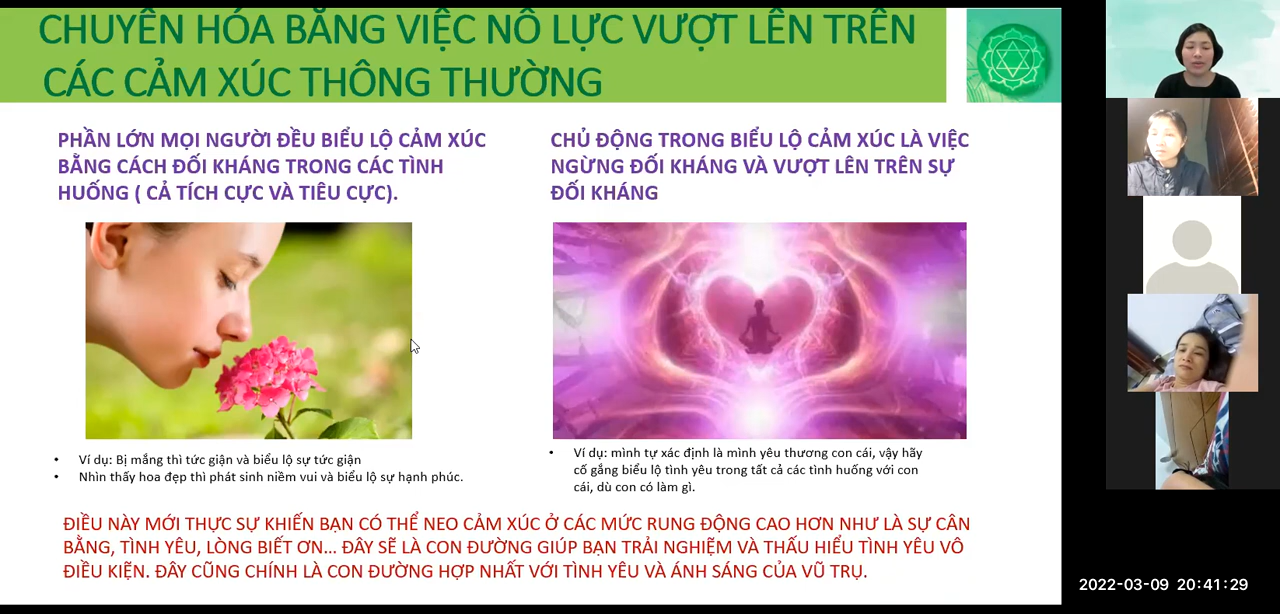 CHUYỂN HÓA BẰNG VIỆC NỖ LỰC VƯỢT LÊN TRÊN
CÁC CẢM XÚC THÔNG THƯỜNG
PHẦN LỚN MỌI NGƯỜI ĐỀU BIỂU LỘ CẢM XÚC
BẰNG CÁCH ĐỐI KHÁNG TRONG CÁC TÌNH
HUỐNG ( CẢ TÍCH CỰC VÀ TIÊU CỰC).
CHỦ ĐỘNG TRONG BIỂU LỘ CẢM XÚC LÀ VIỆC
NGỪNG ĐỐI KHÁNG VÀ VƯỢT LÊN TRÊN SỰ
ĐỐI KHÁNG
• Ví dụ: Bị mắng thì tức giận và biểu lộ sự tức giận
• Nhìn thấy hoa đẹp thì phát sinh niềm vui và biểu lộ sự hạnh phúc.
• Ví dụ: mình tự xác định là mình yêu thương con cái, vậy hãy
cố gắng biểu lộ tình yêu trong tất cả các tình huống với con
cái, dù con có làm gì.
ĐIỀU NÀY MỚI THỰC SỰ KHIẾN BẠN CÓ THỂ NEO CẢM XÚC Ở CÁC MỨC RUNG ĐỘNG CAO HƠN NHƯ LÀ SỰ CÂN
BẰNG, TÌNH YÊU, LÒNG BIẾT ƠN... ĐÂY SẼ LÀ CON ĐƯỜNG GIÚP BẠN TRẢI NGHIỆM VÀ THẤU HIỂU TÌNH YÊU VÔ
ĐIỀU KIỆN. ĐÂY CŨNG CHÍNH LÀ CON ĐƯỜNG HỢP NHẤT VỚI TÌNH YÊU VÀ ÁNH SÁNG CỦA VŨ TRỤ.
2022-03-09 20:41:29